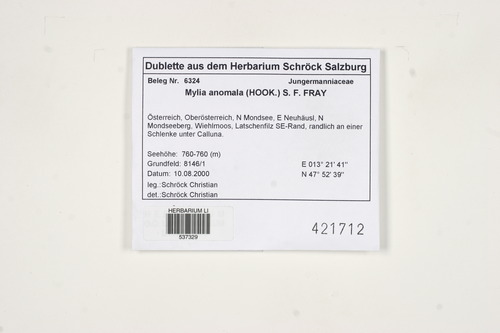 Dublette aus dem Herbarium Schröck Salzburg
Beleg Nr. 6324 Jungermanniaceae
Mylia anomala (HOOK.) S. F. FRAY
Österreich, Oberösterreich, N Mondsee, E Neuhäusl, N
Mondseeberg, Wiehlmoos, Latschenfilz SE-Rand, randlich an einer
Schlenke unter Calluna.
Seehöhe: 760-760 (m)
Grundfeld: 8146/1 E 013° 21' 41''
Datum: 10.08.2000 N 47° 52' 39''
leg.:Schröck Christian
det.:Schröck Christian
HERBARIUM LI
537329
421712